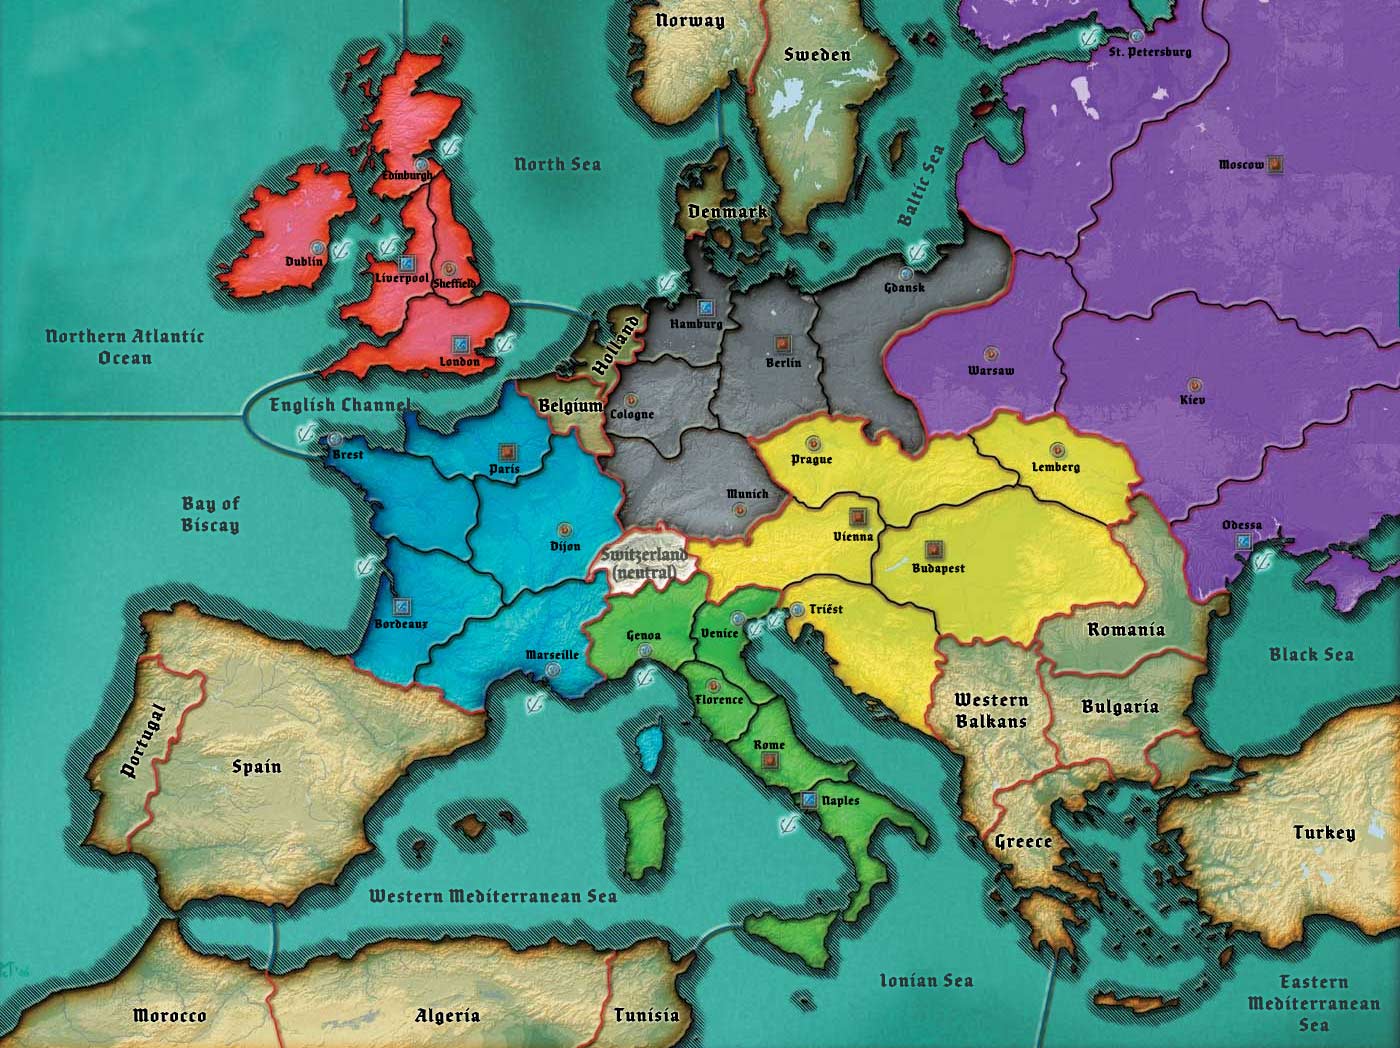 Norway
Sweden
St. Petersburg
North Sea
Edinburgh
Moscow
Baltic Sea
Denmark
Dublin
Liverpool
Sheffield
Gdansk
Northern Atlantic
Ocean
Hamburg
Holland
London
Berlin
Warsaw
English Channel
Belgium
Cologne
Kiev
Brest
Paris
Prague
Lemberg
Bay of
Biscay
Munich
Dijon
Vienna
Odessa
Switzerland
(neutral)
Budapest
Bordeaux
Triest
Genoa
Venice
Romania
Marseille
Black Sea
Florence
Western
Balkans
Bulgaria
Portugal
Spain
Rome
Naples
Greece
Turkey
Western Mediterranean Sea
Ionian Sea
Eastern
Mediterranean
Sea
Morocco
Algeria
Tunisia